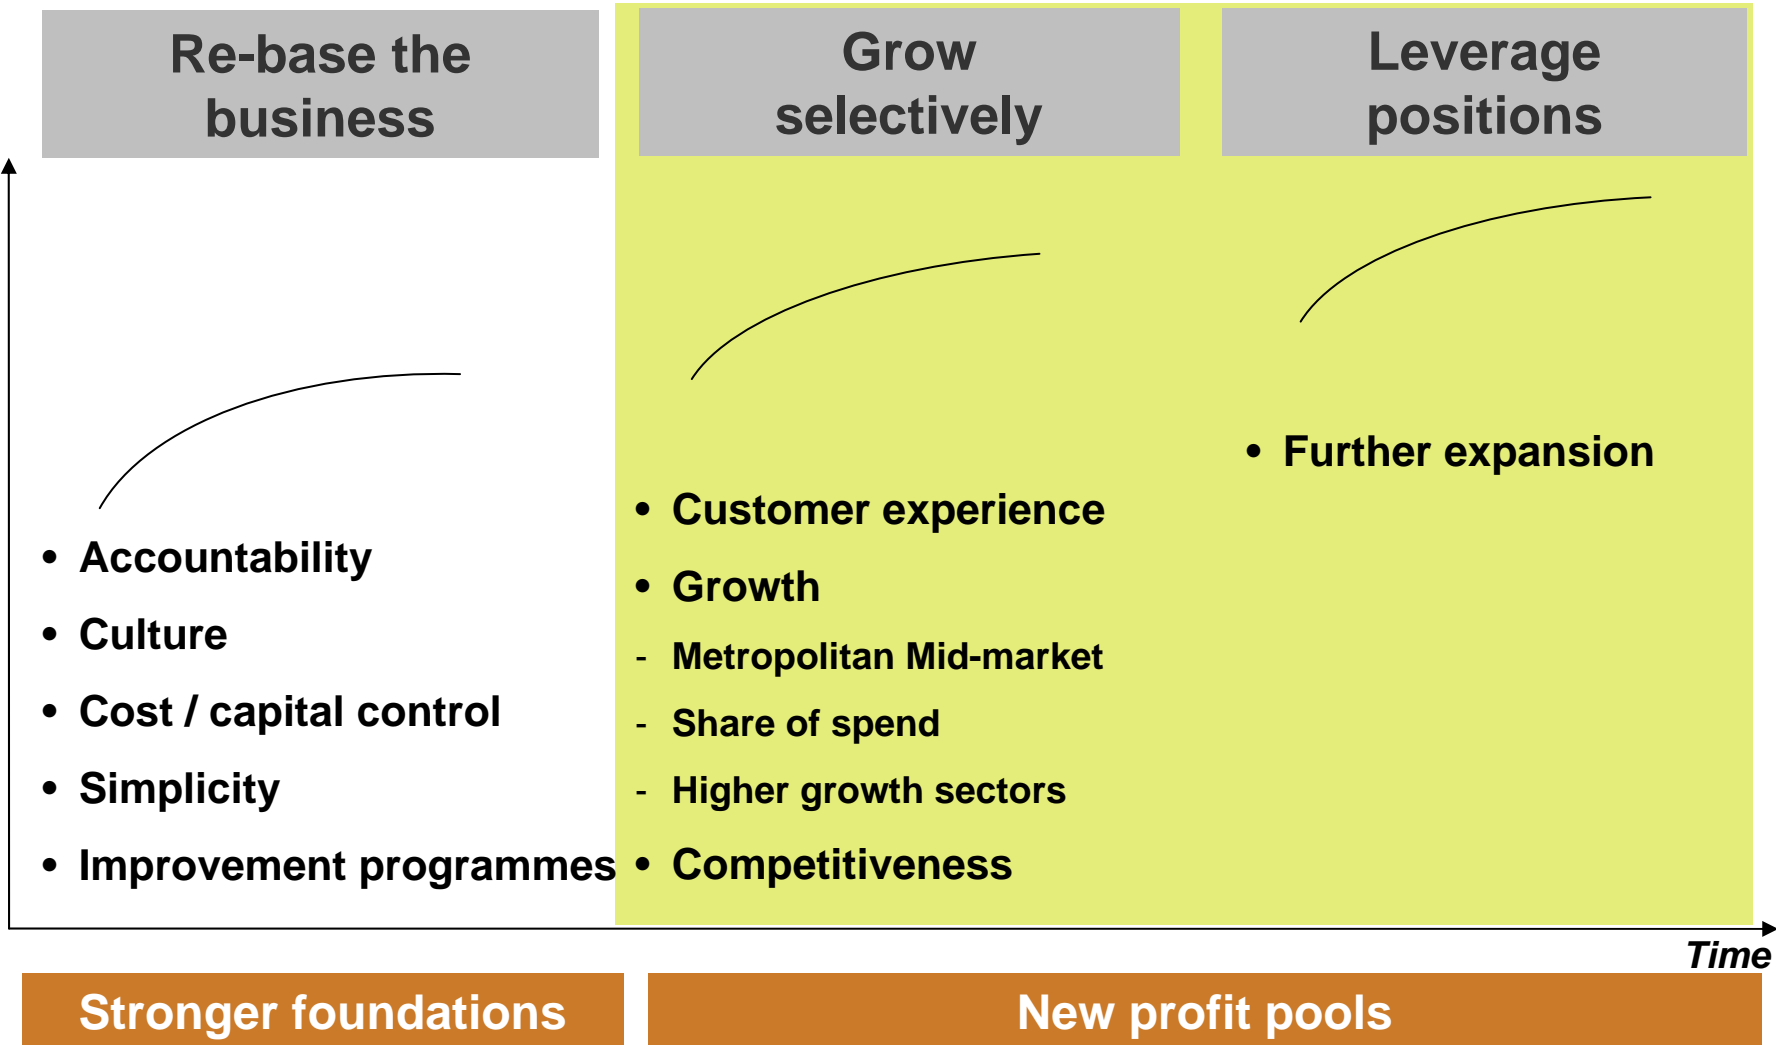 Re-base the
business
Grow
selectively
Leverage
positions
• Accountability
• Culture
• Cost / capital control
• Simplicity
• Improvement programmes
• Customer experience
• Growth
- Metropolitan Mid-market
- Share of spend
- Higher growth sectors
• Competitiveness
• Further expansion
Time
Stronger foundations
New profit pools